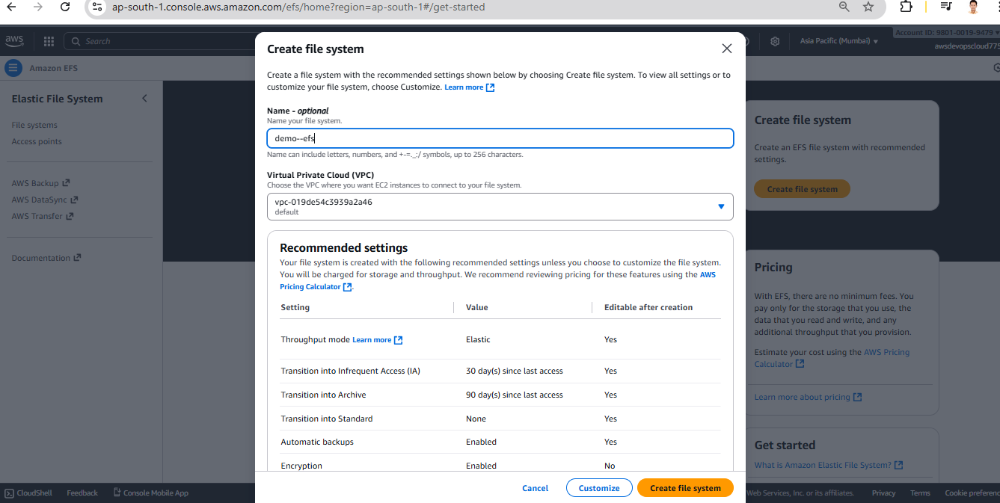 ap-south-1.console.aws.amazon.com/efs/home?region=ap-south-1#/get-started
aws
Search
Asia Pacific (Mumbai)
Account ID: 9801-0019-9479
awsdevopscloud775
Amazon EFS
Elastic File System
File systems
Access points
AWS Backup
AWS DataSync
AWS Transfer
Documentation
Create file system
Create a file system with the recommended settings shown below by choosing Create file system. To view all settings or to
customize your file system, choose Customize. Learn more
Name - optional
Name your file system.
demo--efs
Name can include letters, numbers, and +-=._:/ symbols, up to 256 characters.
Virtual Private Cloud (VPC)
Choose the VPC where you want EC2 instances to connect to your file system.
vpc-019de54c3939a2a46
default
Recommended settings
Your file system is created with the following recommended settings unless you choose to customize the file system.
You will be charged for storage and throughput. We recommend reviewing pricing for these features using the AWS
Pricing Calculator.
Setting Value Editable after creation
Throughput mode Learn more Elastic Yes
Transition into Infrequent Access (IA) 30 day(s) since last access Yes
Transition into Archive 90 day(s) since last access Yes
Transition into Standard None Yes
Automatic backups Enabled Yes
Encryption Enabled No
Cancel Customize Create file system
Create file system
Create an EFS file system with recommended
settings.
Create file system
Pricing
With EFS, there are no minimum fees. You
pay only for the storage that you use, the
data that you read and write, and any
additional throughput that you provision.
Estimate your cost using the AWS Pricing
Calculator
Learn more about pricing
Get started
What is Amazon Elastic File System?
CloudShell Feedback Console Mobile App
Web Services, Inc. or its affiliates. Privacy Terms Cookie preferenc